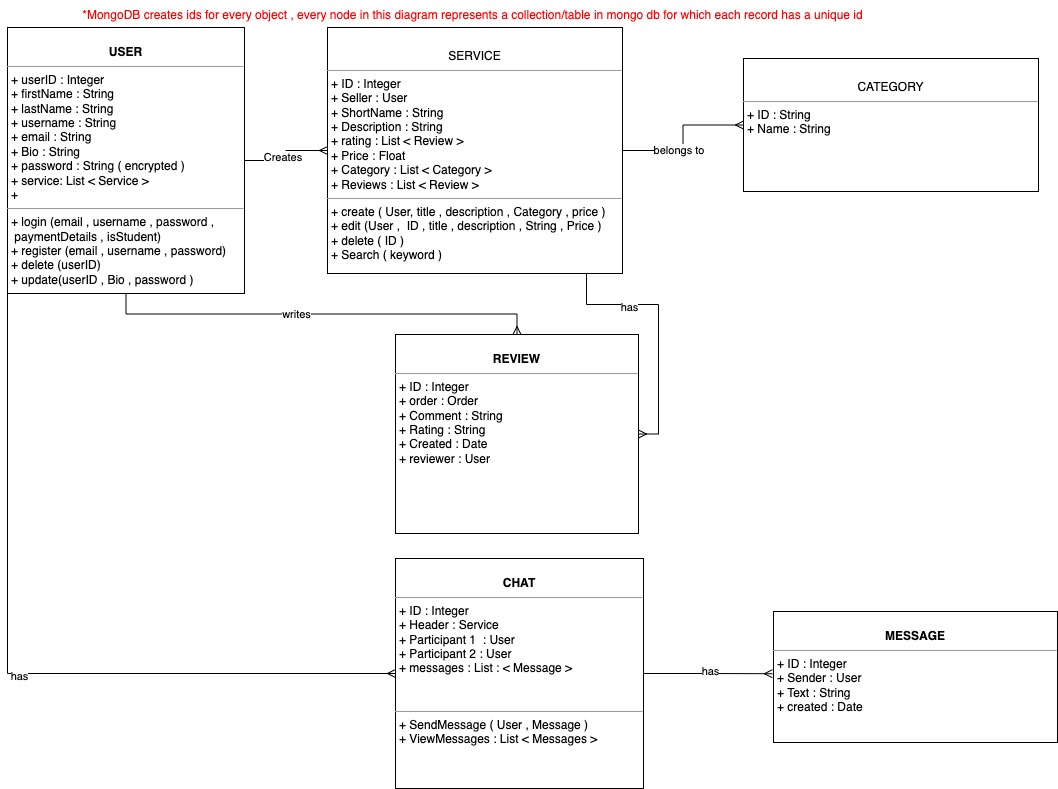 *MongoDB creates ids for every object , every node in this diagram represents a collection/table in mongo db for which each record has a unique id
USER
+ userID : Integer
+ firstName : String
+ lastName : String
+ username : String
+ email : String
+ Bio : String
+ password : String ( encrypted )
+ service: List < Service >
+
+ login (email , username , password ,
paymentDetails , isStudent)
+ register (email , username , password)
+ delete (userID)
+ update(userID , Bio , password )
Creates
SERVICE
+ ID : Integer
+ Seller : User
+ ShortName : String
+ Description : String
+ rating : List < Review >
+ Price : Float
+ Category : List < Category >
+ Reviews : List < Review >
+ create ( User, title , description , Category , price )
+ edit (User ,  ID , title , description , String , Price )
+ delete ( ID )
+ Search ( keyword )
belongs to
CATEGORY
+ ID : String
+ Name : String
writes
has
REVIEW
+ ID : Integer
+ order : Order
+ Comment : String
+ Rating : String
+ Created : Date
+ reviewer : User
has
CHAT
+ ID : Integer
+ Header : Service
+ Participant 1  : User
+ Participant 2 : User
+ messages : List : < Message >
+ SendMessage ( User , Message )
+ ViewMessages : List < Messages >
has
MESSAGE
+ ID : Integer
+ Sender : User
+ Text : String
+ created : Date